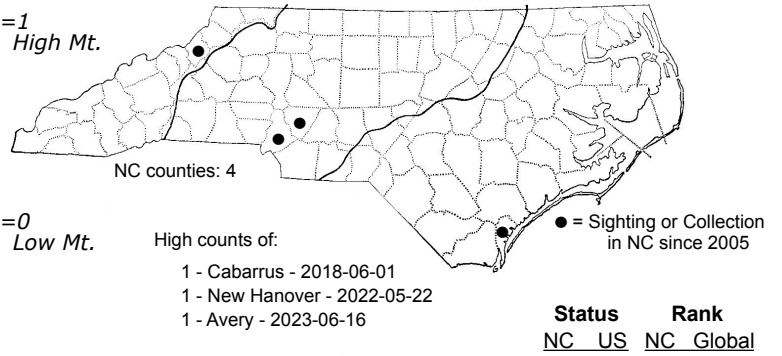 =1
High Mt.
NC counties: 4
=0
Low Mt.
● = Sighting or Collection
in NC since 2005
High counts of:
1 - Cabarrus - 2018-06-01
1 - New Hanover - 2022-05-22
1 - Avery - 2023-06-16
Status Rank
NC US NC Global